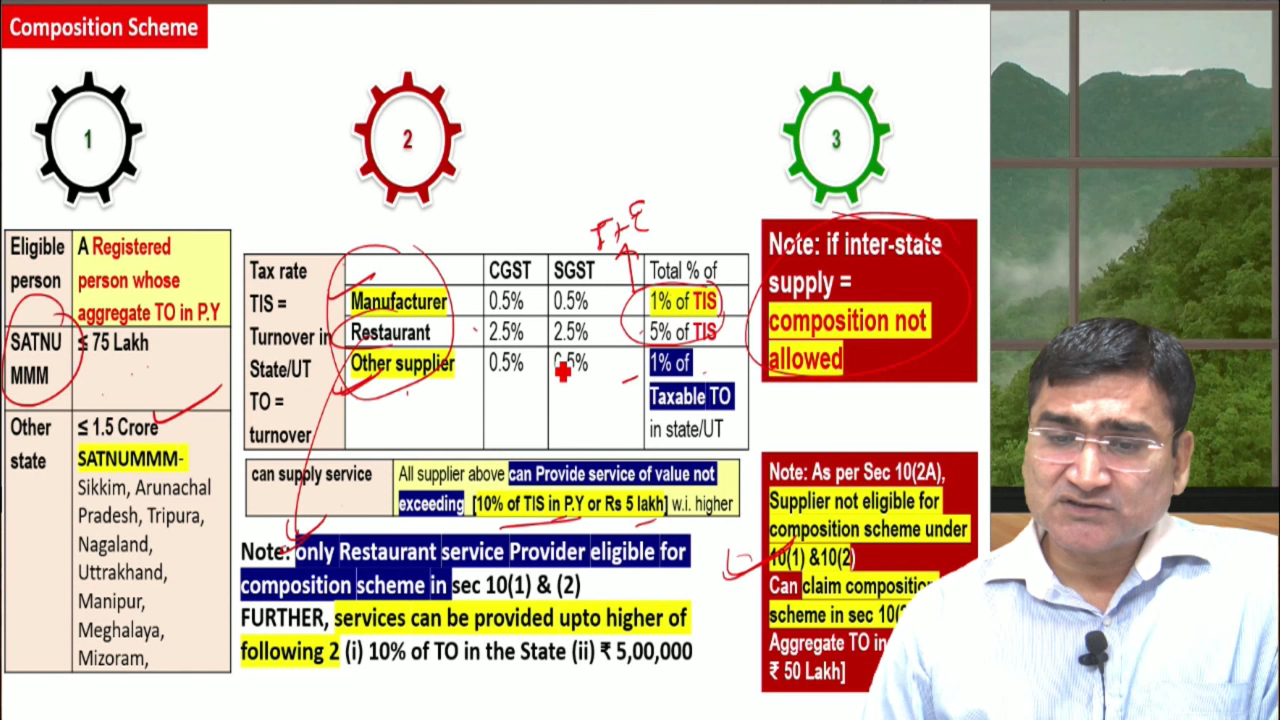 Composition Scheme
1
2
3
Eligible person
A Registered person whose aggregate TO in P.Y
SATNU MMM
≤ 75 Lakh
Other state
≤ 1.5 Crore
SATNUMMM-
Sikkim, Arunachal
Pradesh, Tripura,
Nagaland,
Uttrakhand,
Manipur,
Meghalaya,
Mizoram,
Tax rate
TIS =
Turnover in
State/UT
TO =
turnover
CGST SGST Total % of
Manufacturer 0.5% 0.5% 1% of TIS
Restaurant 2.5% 2.5% 5% of TIS
Other supplier 0.5% 0.5% 1% of
Taxable TO
in state/UT
can supply service
All supplier above can Provide service of value not
exceeding [10% of TIS in P.Y or Rs 5 lakh] w.i. higher
Note: only Restaurant service Provider eligible for
composition scheme in sec 10(1) & (2)
FURTHER, services can be provided upto higher of
following 2 (i) 10% of TO in the State (ii) ₹ 5,00,000
Note: if inter-state
supply =
composition not
allowed
Note: As per Sec 10(2A),
Supplier not eligible for
composition scheme under
10(1) &10(2)
Can claim composition
scheme in sec
Aggregate TO in
₹ 50 Lakh]